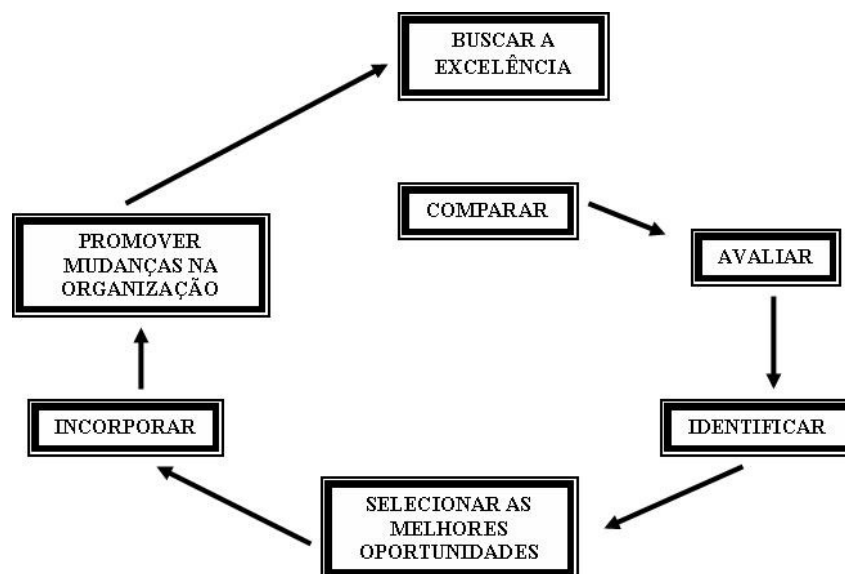 BUSCAR A
EXCELÊNCIA
COMPARAR
AVALIAR
IDENTIFICAR
SELECIONAR AS
MELHORES
OPORTUNIDADES
INCORPORAR
PROMOVER
MUDANÇAS NA
ORGANIZAÇÃO